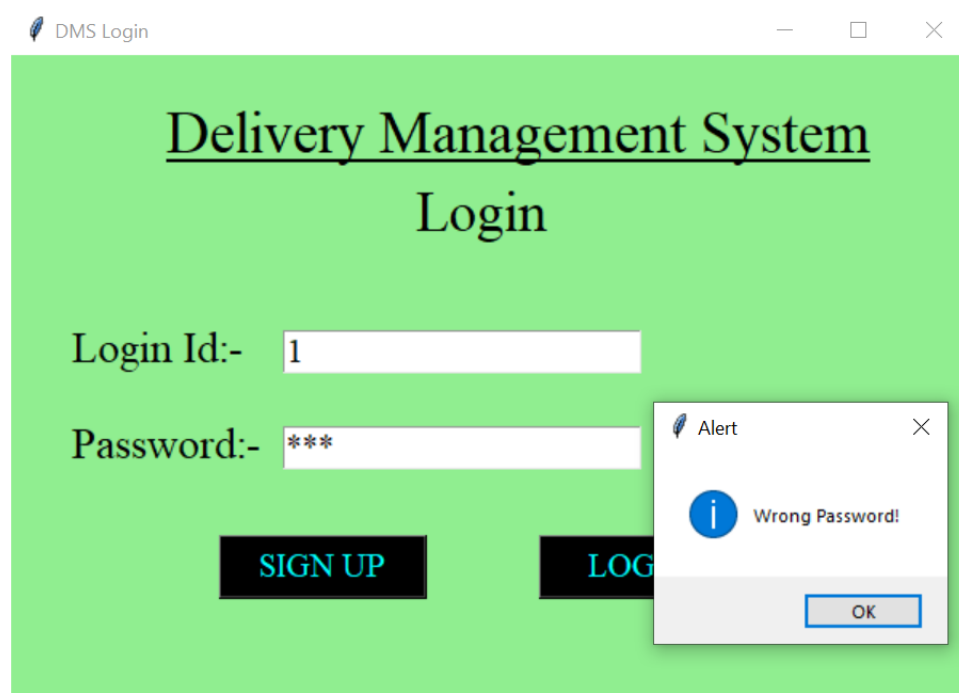 DMS Login
Delivery Management System
Login
Login Id:- 1
Password:- ***
Alert
Wrong Password!
SIGN UP
LOG
OK